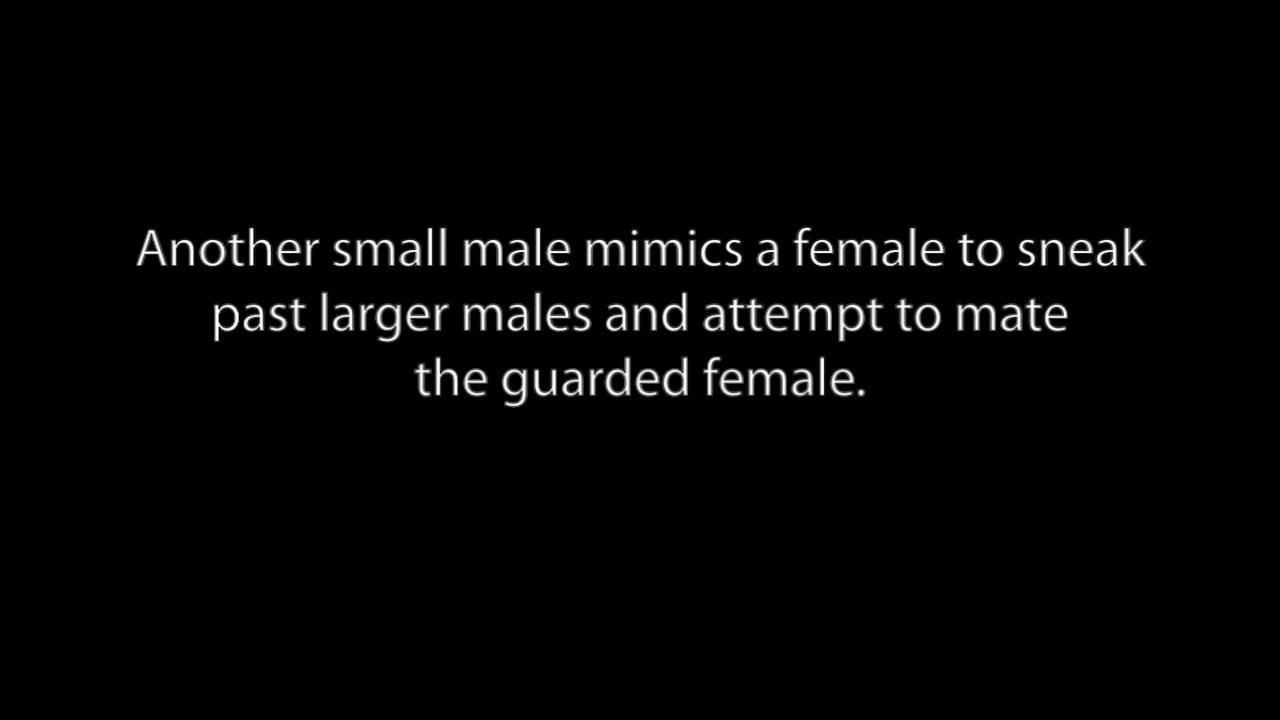 Another small male mimics a female to sneak
past larger males and attempt to mate
the guarded female.